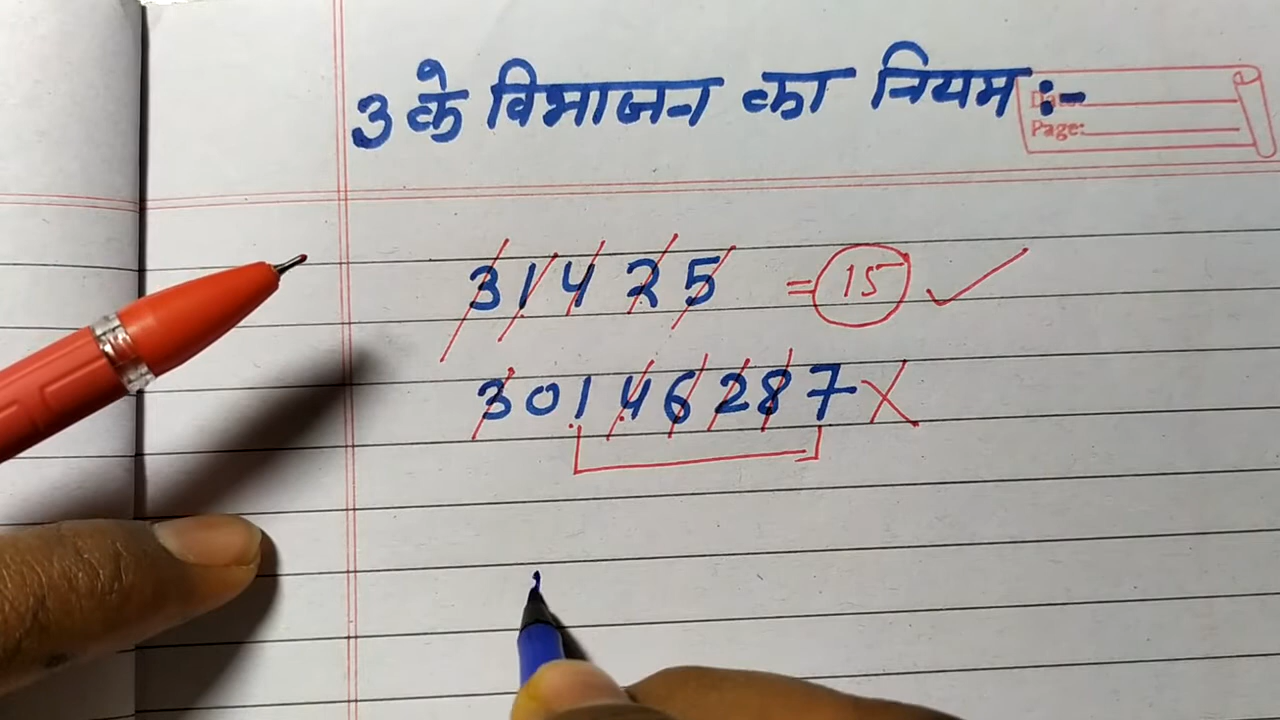 3 के विभाजन का नियम :-
Date:
Page:
31425 = 15 ✓
30146287 X